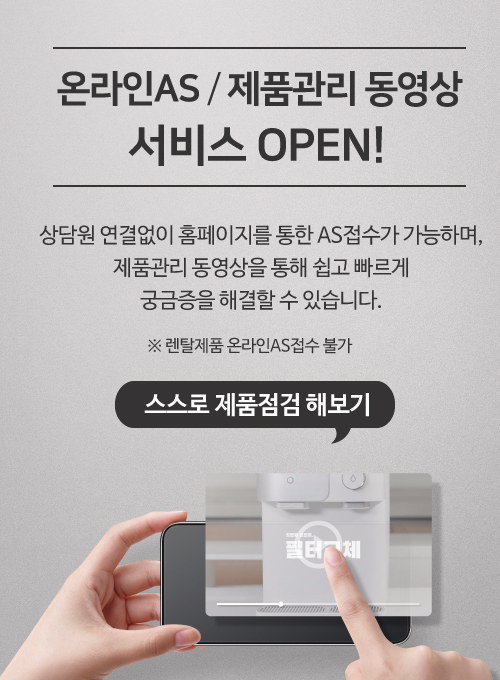 온라인AS / 제품관리 동영상
서비스 OPEN!
상담원 연결없이 홈페이지를 통한 AS접수가 가능하며,
제품관리 동영상을 통해 쉽고 빠르게
궁금증을 해결할 수 있습니다.
※ 렌탈제품 온라인AS접수 불가
스스로 제품점검 해보기
필터교체